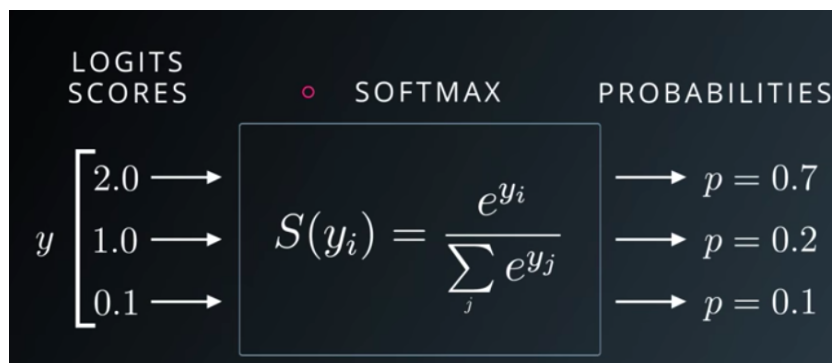 LOGITS
SCORES
SOFTMAX
PROBABILITIES
y
2.0
1.0
0.1
S(y_i) = e^{y_i} / \sum_j e^{y_j}
p = 0.7
p = 0.2
p = 0.1